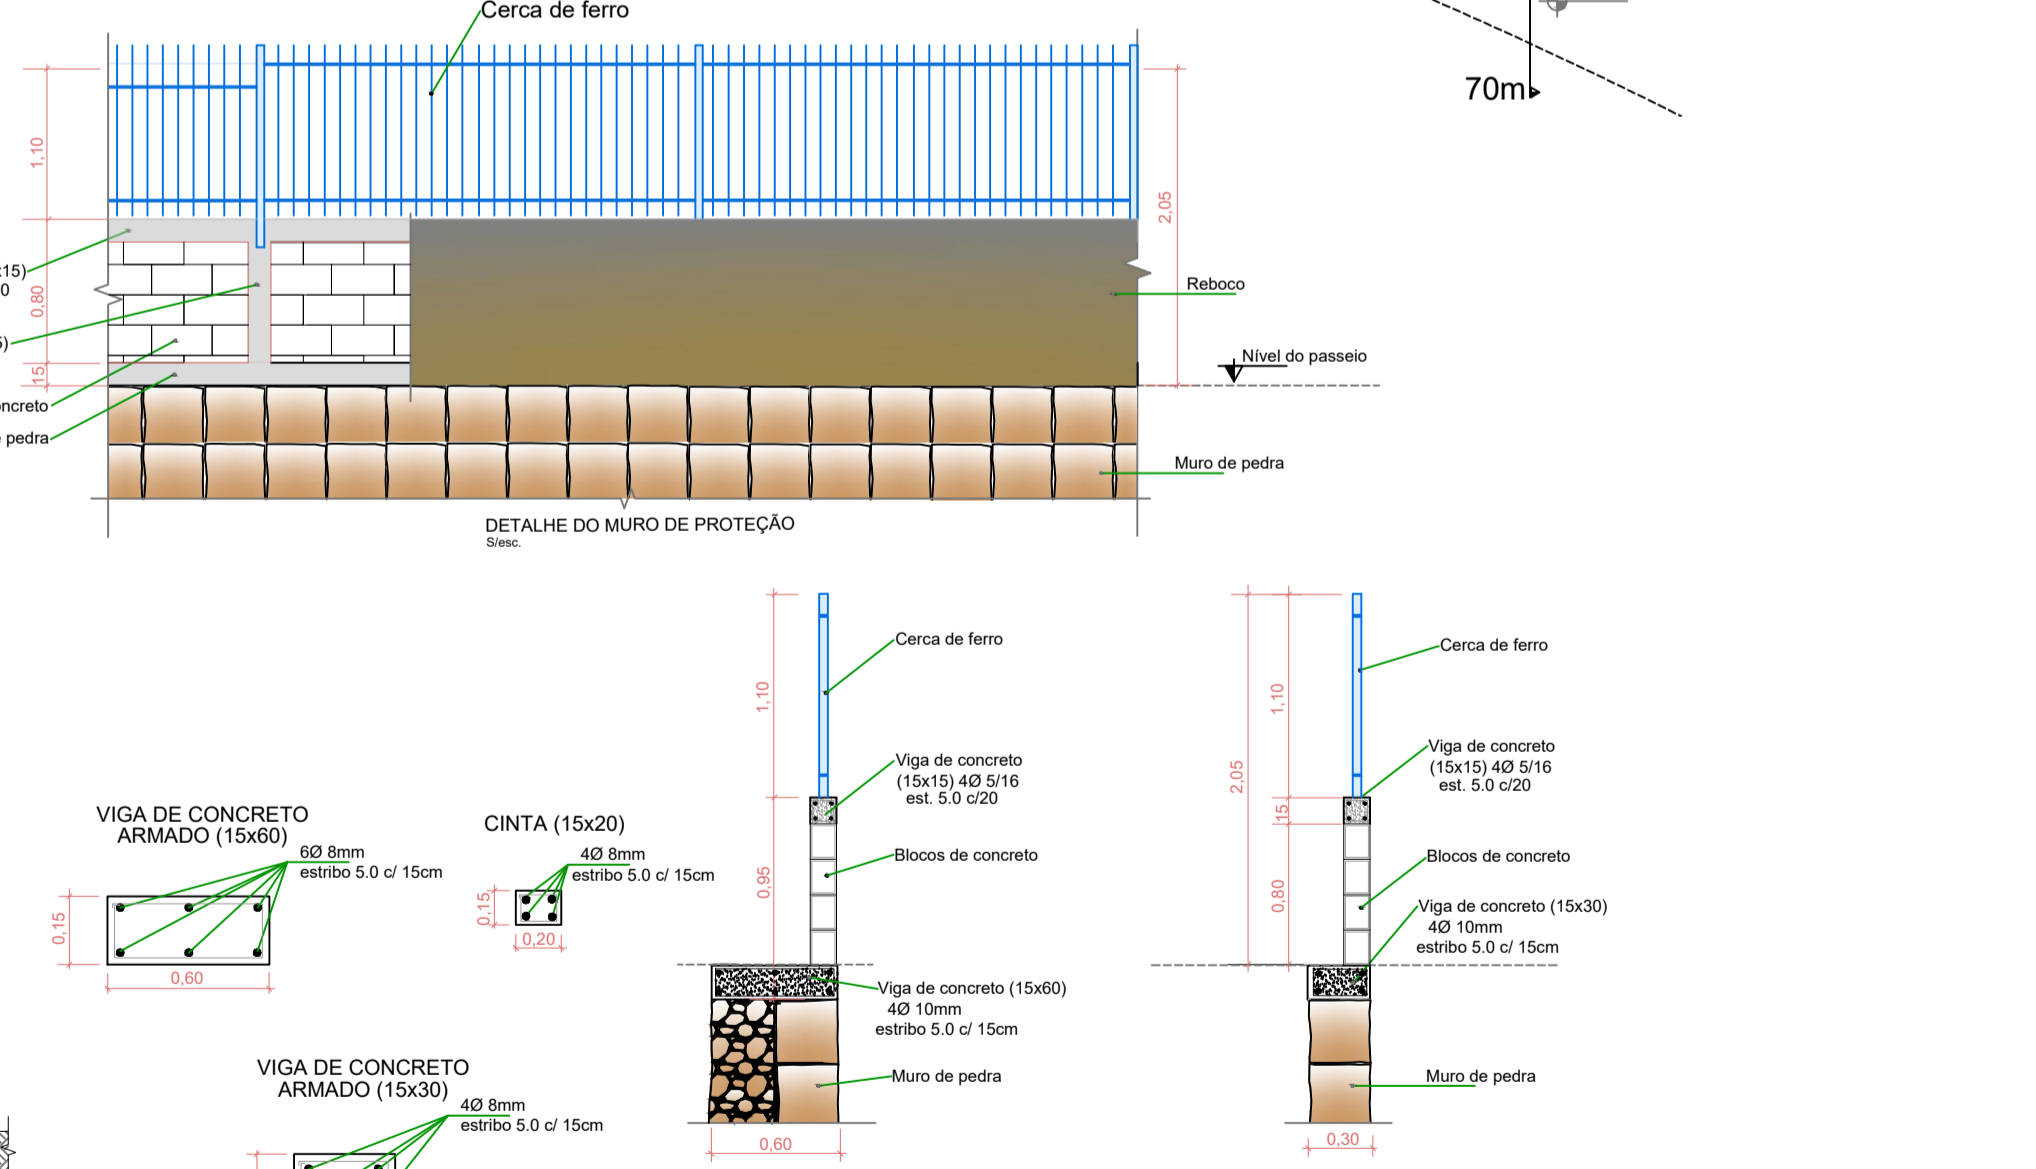 Cerca de ferro
70m
1,10
2,05
x15)
0
0,80
5)
15
Reboco
Nível do passeio
ncreto
pedra
Muro de pedra
DETALHE DO MURO DE PROTEÇÃO
S/esc.
1,10
Cerca de ferro
Viga de concreto
(15x15) 4Ø 5/16
est. 5.0 c/20
0,95
Blocos de concreto
Viga de concreto (15x60)
4Ø 10mm
estribo 5.0 c/ 15cm
Muro de pedra
0,60
2,05
1,10
15
0,80
Cerca de ferro
Viga de concreto
(15x15) 4Ø 5/16
est. 5.0 c/20
Blocos de concreto
Viga de concreto (15x30)
4Ø 10mm
estribo 5.0 c/ 15cm
Muro de pedra
0,30
VIGA DE CONCRETO
ARMADO (15x60)
6Ø 8mm
estribo 5.0 c/ 15cm
0,15
0,60
CINTA (15x20)
4Ø 8mm
estribo 5.0 c/ 15cm
0,15
0,20
VIGA DE CONCRETO
ARMADO (15x30)
4Ø 8mm
estribo 5.0 c/ 15cm